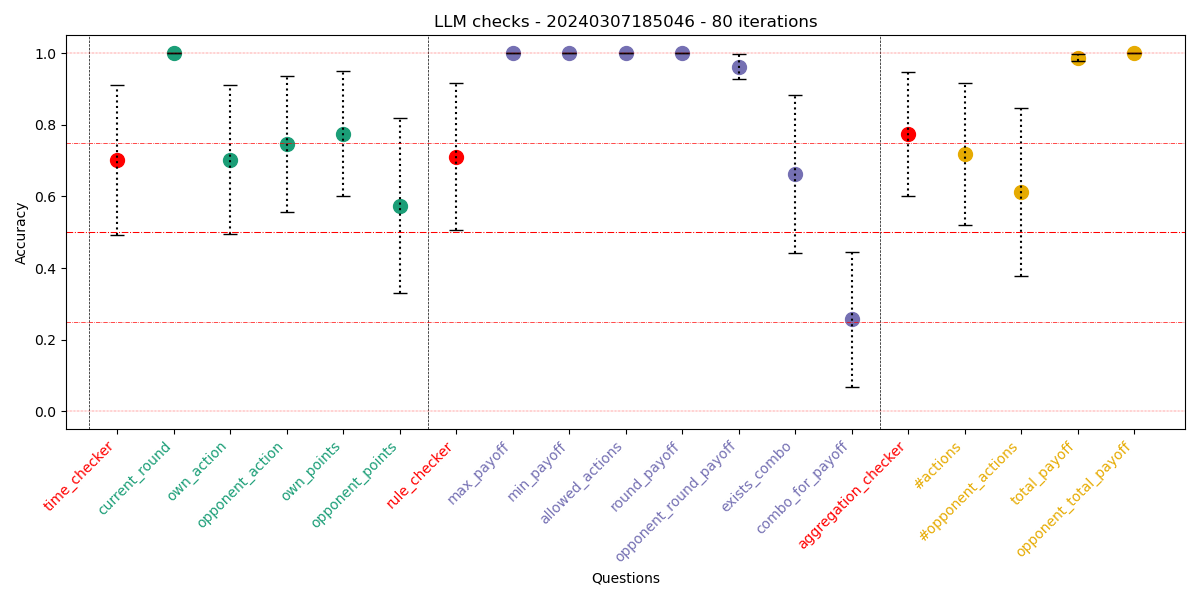 LLM checks - 20240307185046 - 80 iterations
Accuracy
1.0
0.8
0.6
0.4
0.2
0.0
time_checker
current_round
own_action
opponent_action
own_points
opponent_points
rule_checker
max_payoff
min_payoff
allowed_actions
round_payoff
opponent_round_payoff
exists_combo
combo_for_payoff
aggregation_checker
#actions
#opponent_actions
total_payoff
opponent_total_payoff
Questions